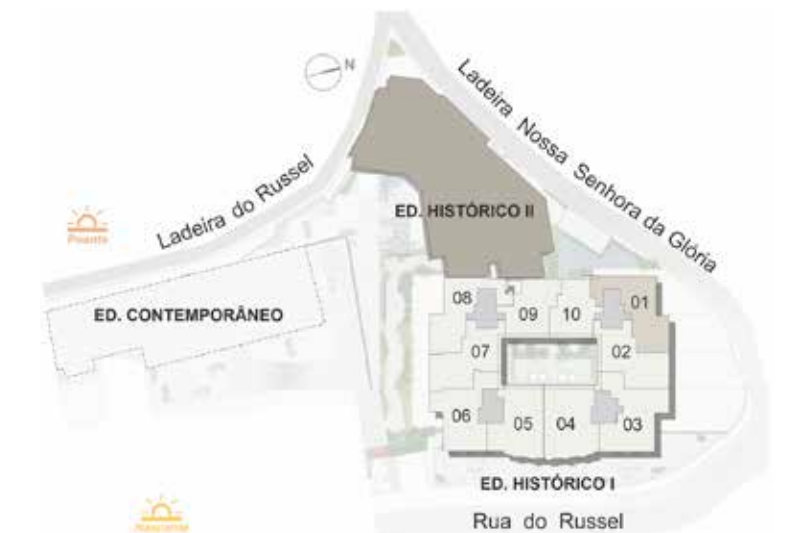 N
Ladeira Nossa Senhora da Glória
Ladeira do Russel
Poente
ED. HISTÓRICO II
ED. CONTEMPORÂNEO
08
09
10
01
07
02
06
05
04
03
ED. HISTÓRICO I
Nascente
Rua do Russel